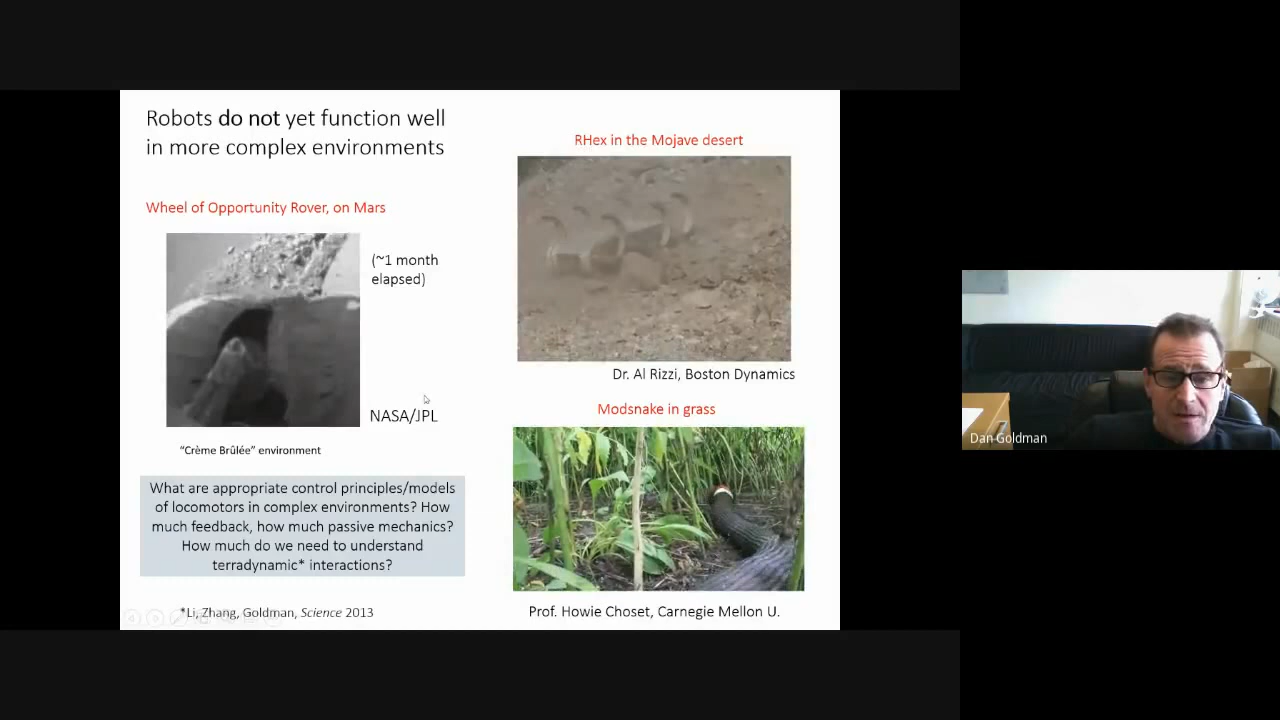 Robots do not yet function well
in more complex environments
Wheel of Opportunity Rover, on Mars
(~1 month
elapsed)
NASA/JPL
“Crème Brûlée” environment
What are appropriate control principles/models
of locomotors in complex environments? How
much feedback, how much passive mechanics?
How much do we need to understand
terradynamic* interactions?
*Li, Zhang, Goldman, Science 2013
RHex in the Mojave desert
Dr. Al Rizzi, Boston Dynamics
Modsnake in grass
Prof. Howie Choset, Carnegie Mellon U.
Dan Goldman